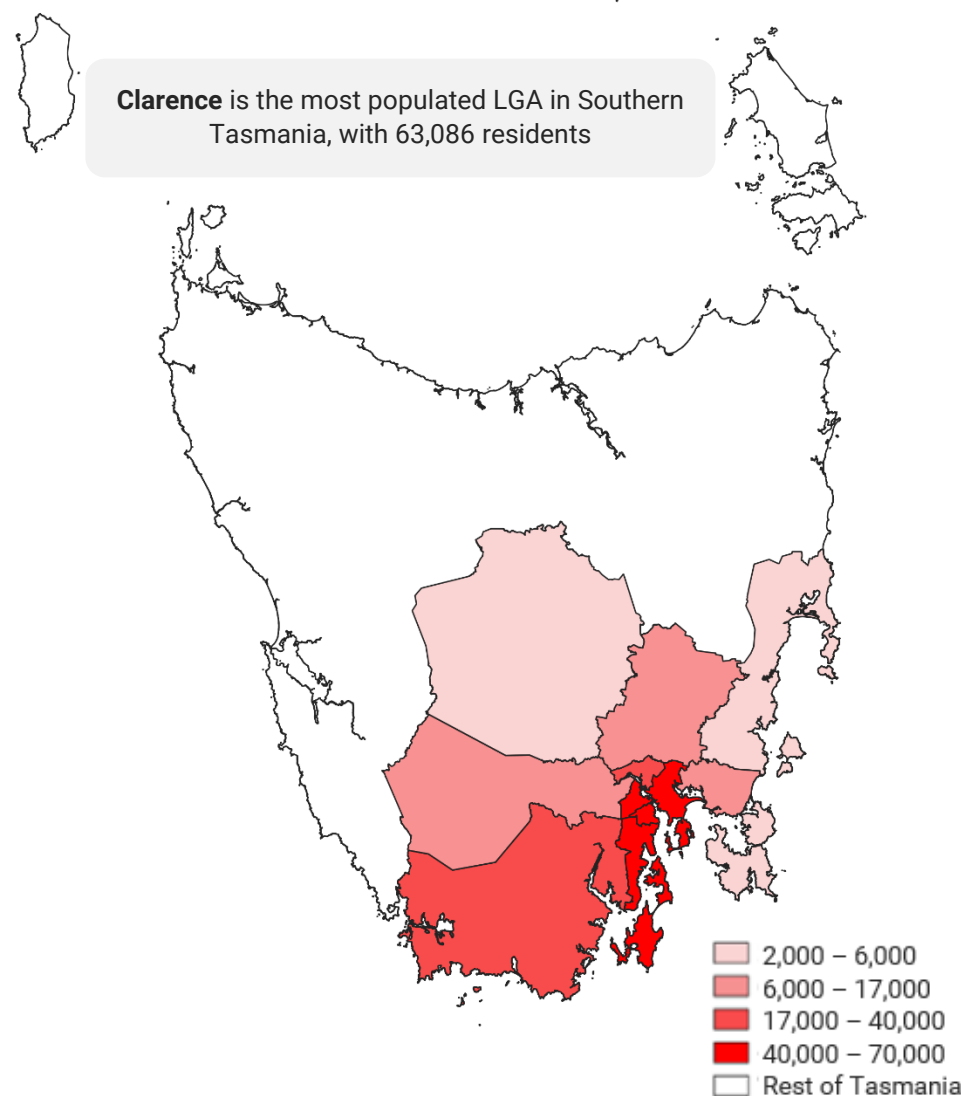 Clarence is the most populated LGA in Southern
Tasmania, with 63,086 residents
2,000 – 6,000
6,000 – 17,000
17,000 – 40,000
40,000 – 70,000
Rest of Tasmania